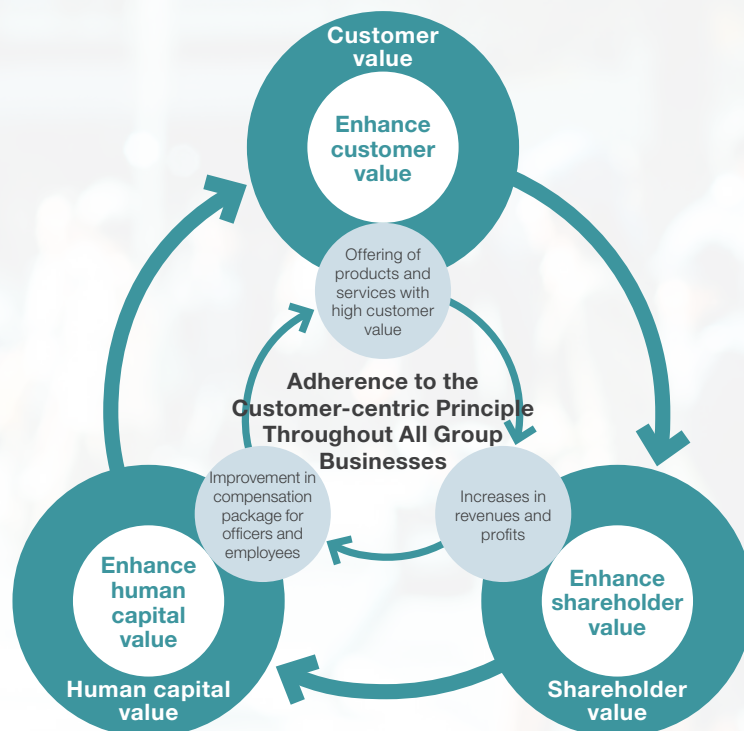 Customer
value
Enhance
customer
value
Offering of
products and
services with
high customer
value
Adherence to the
Customer-centric Principle
Throughout All Group
Businesses
Improvement in
compensation
package for
officers and
employees
Increases in
revenues and
profits
Enhance
human
capital
value
Human capital
value
Enhance
shareholder
value
Shareholder
value